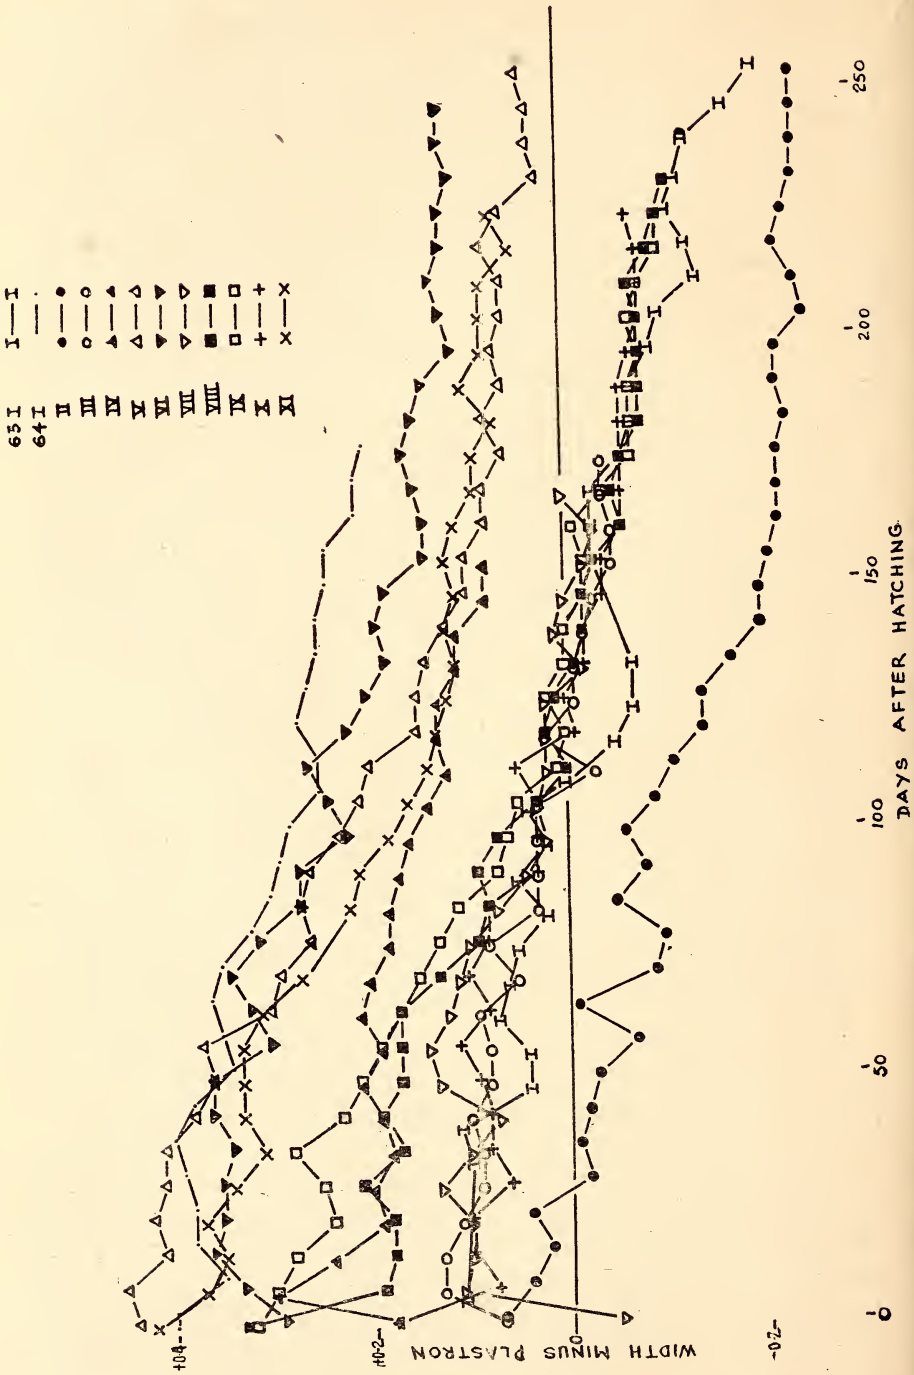 63 I I—I
64 I
II
III
IV
V
VI
VII
VIII
IX
X
XI
+0.4
+0.2
0
-0.2
WIDTH MINUS PLASTRON
0
50
100
150
200
250
DAYS AFTER HATCHING